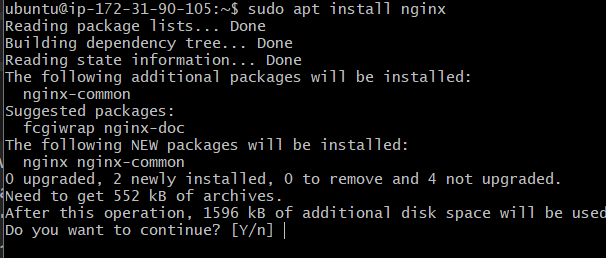 ubuntu@ip-172-31-90-105:~$ sudo apt install nginx
Reading package lists... Done
Building dependency tree... Done
Reading state information... Done
The following additional packages will be installed:
  nginx-common
Suggested packages:
  fcgiwrap nginx-doc
The following NEW packages will be installed:
  nginx nginx-common
0 upgraded, 2 newly installed, 0 to remove and 4 not upgraded.
Need to get 552 kB of archives.
After this operation, 1596 kB of additional disk space will be used
Do you want to continue? [Y/n]